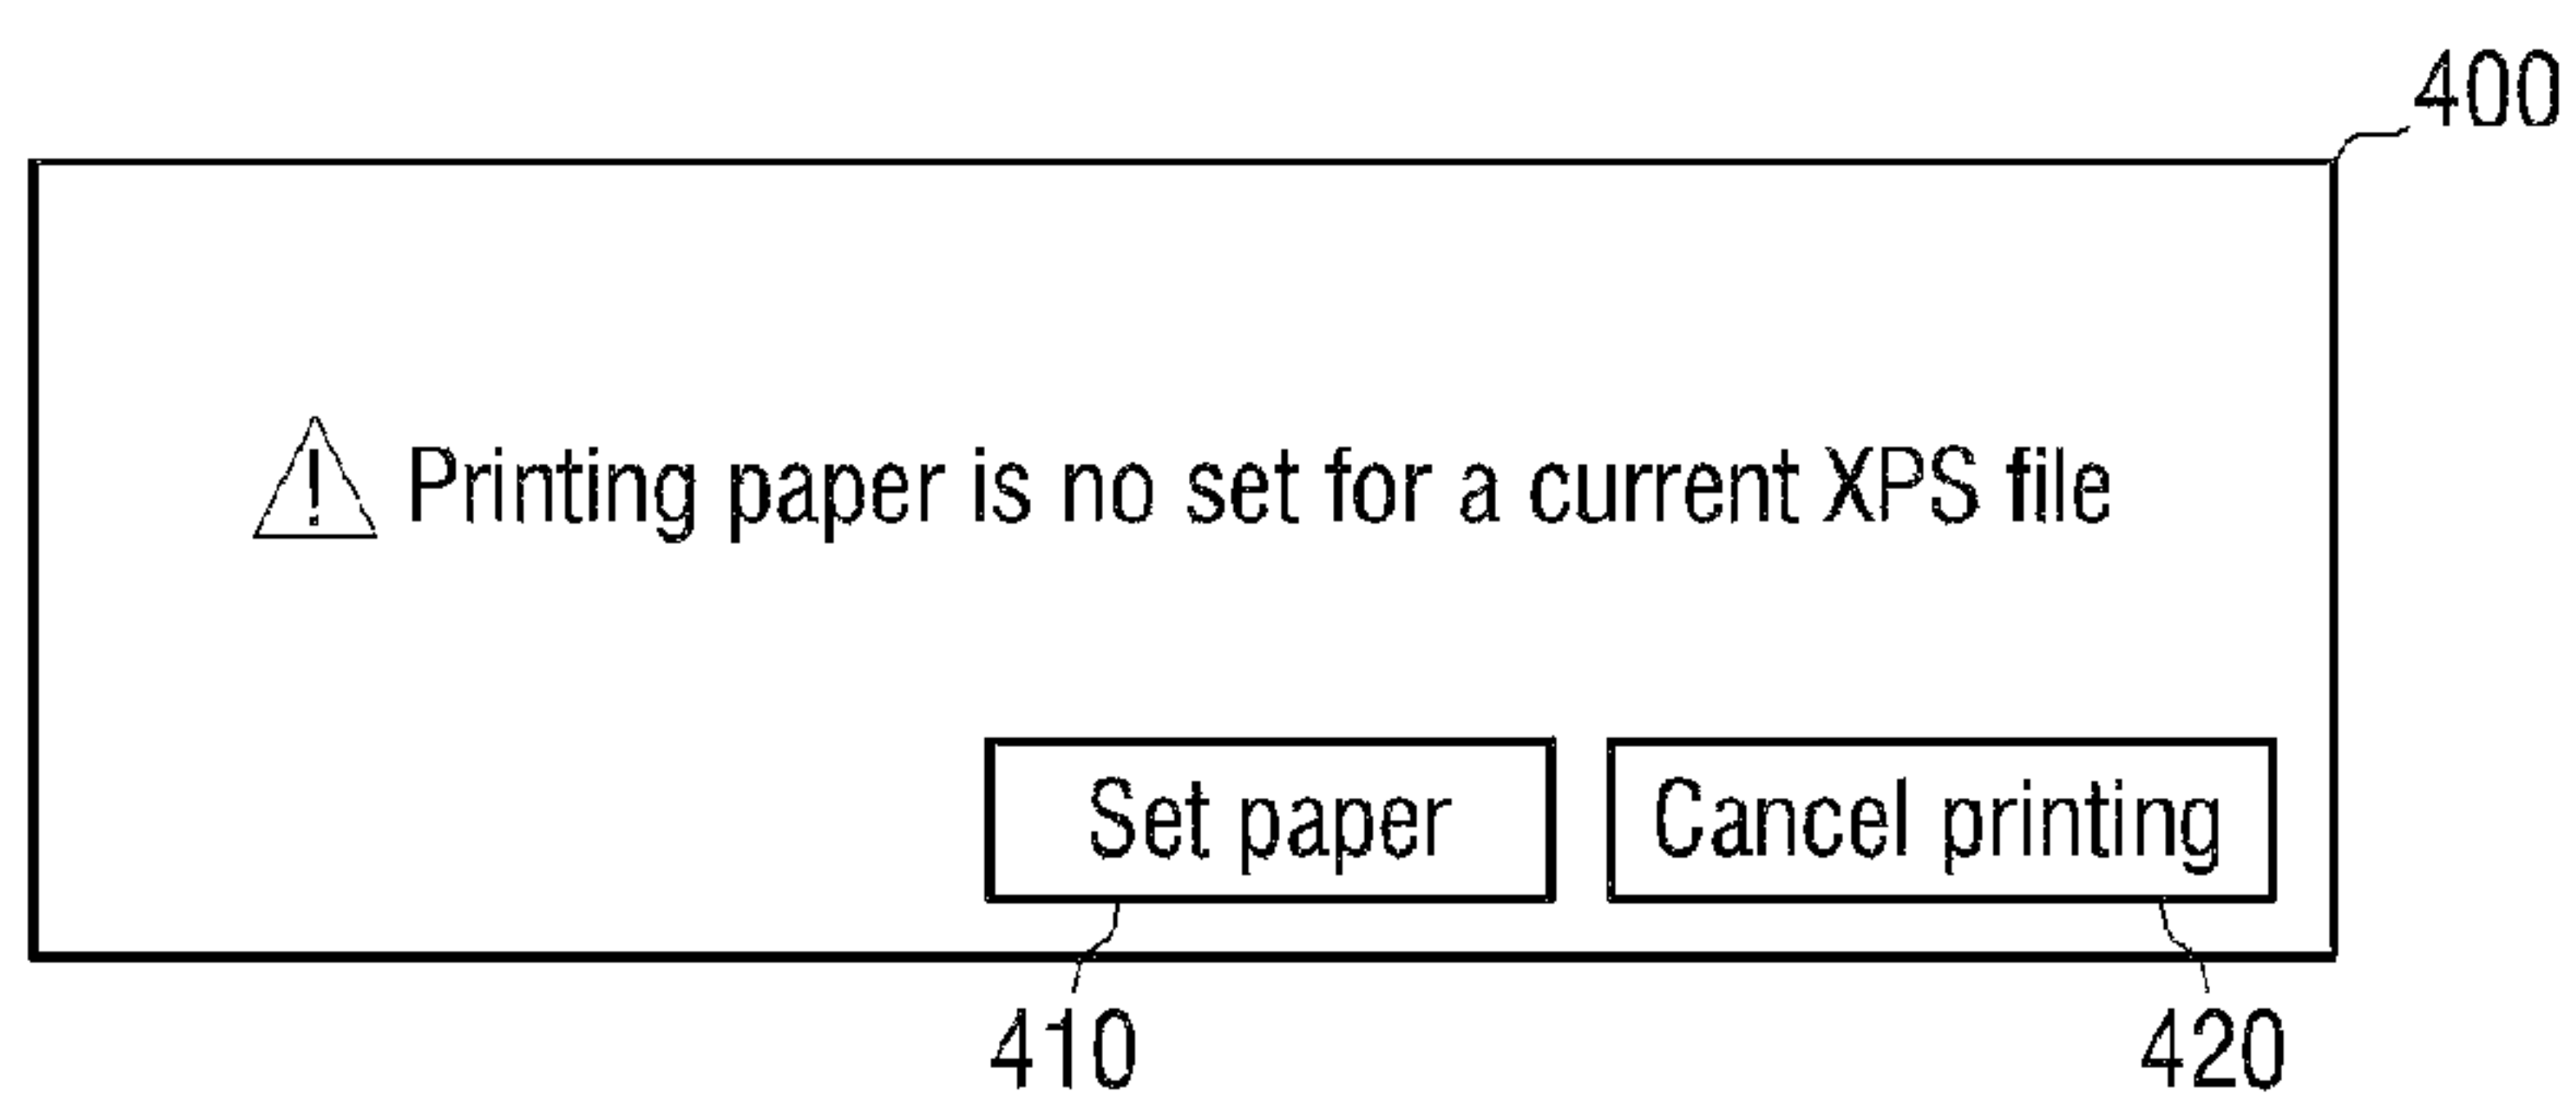 400
! Printing paper is no set for a current XPS file
Set paper Cancel printing
410 420